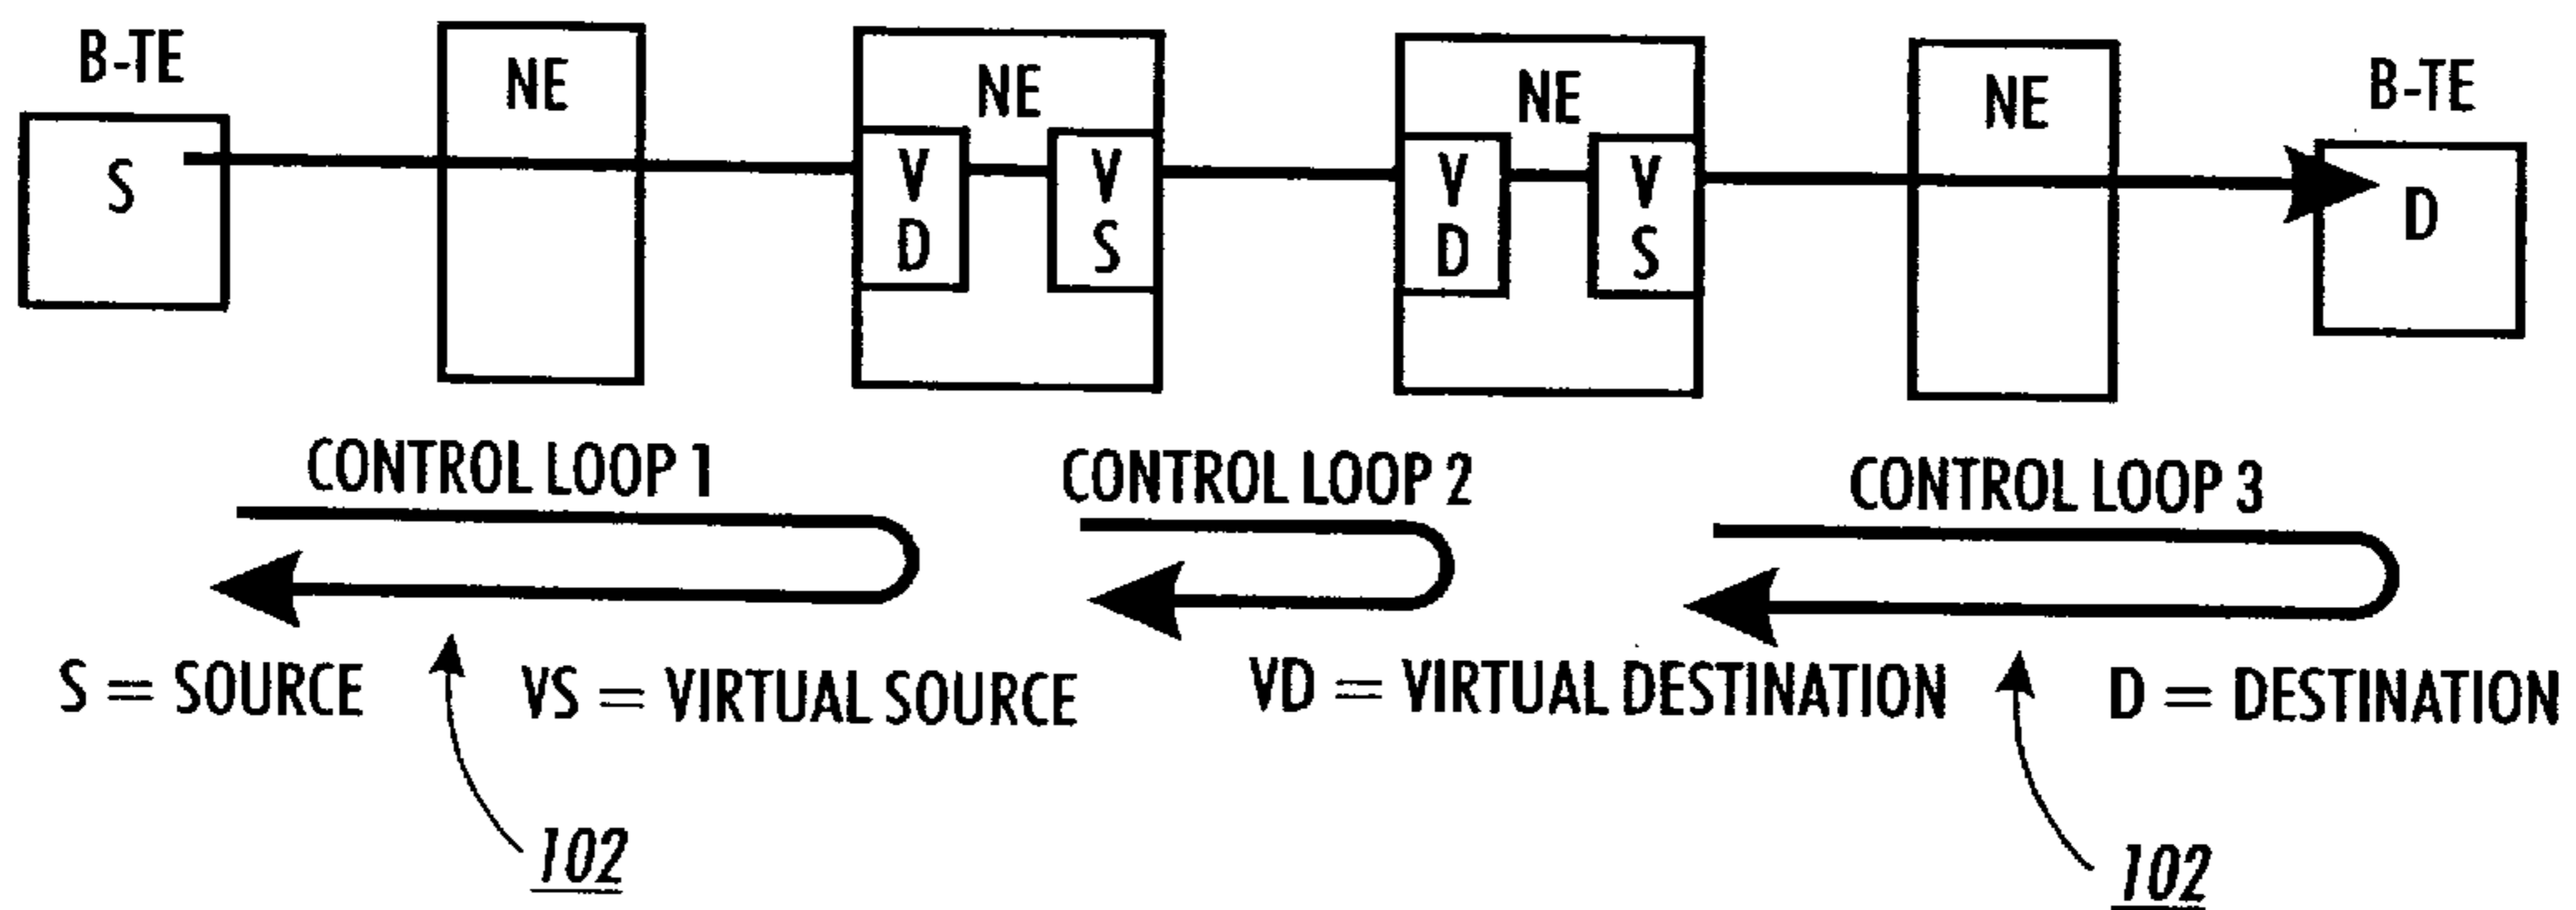 B-TE
NE
NE
NE
NE
B-TE
S
V
D
V
S
V
D
V
S
D
CONTROL LOOP 1
CONTROL LOOP 2
CONTROL LOOP 3
S = SOURCE
VS = VIRTUAL SOURCE
VD = VIRTUAL DESTINATION
D = DESTINATION
102
102